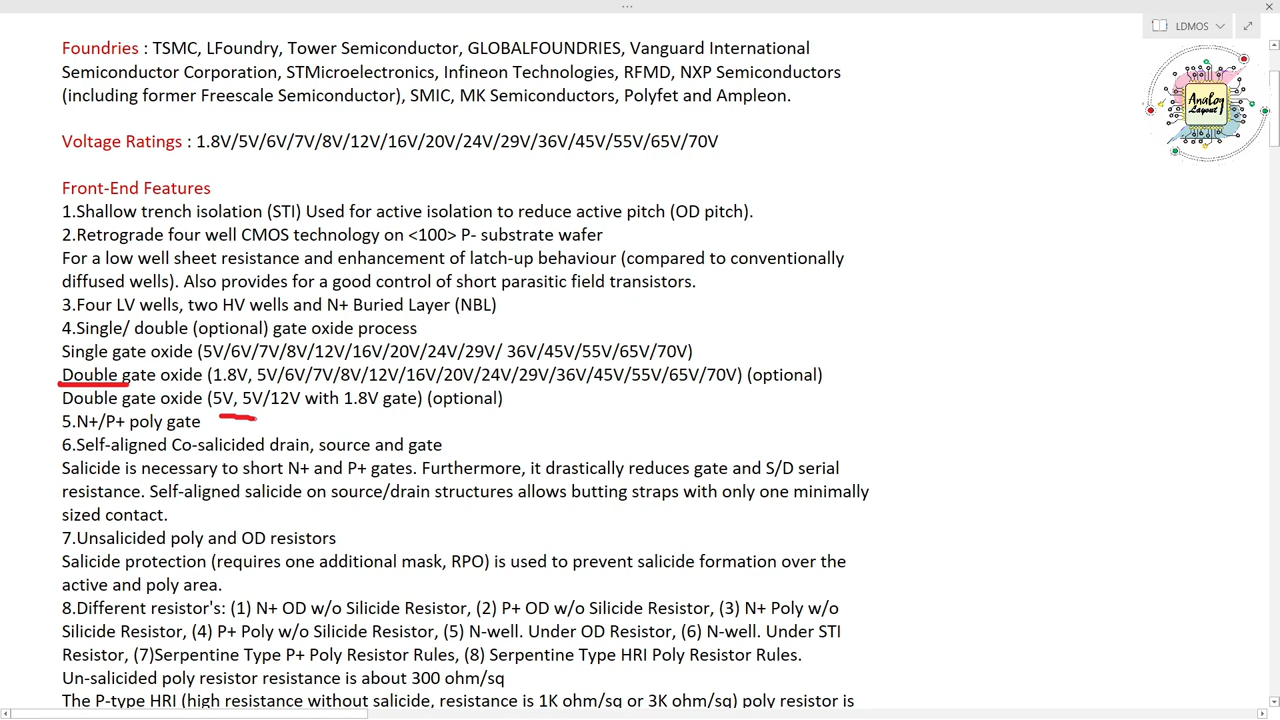 LDMOS
Analog
Layout
Foundries : TSMC, LFoundry, Tower Semiconductor, GLOBALFOUNDRIES, Vanguard International
Semiconductor Corporation, STMicroelectronics, Infineon Technologies, RFMD, NXP Semiconductors
(including former Freescale Semiconductor), SMIC, MK Semiconductors, Polyfet and Ampleon.
Voltage Ratings : 1.8V/5V/6V/7V/8V/12V/16V/20V/24V/29V/36V/45V/55V/65V/70V
Front-End Features
1.Shallow trench isolation (STI) Used for active isolation to reduce active pitch (OD pitch).
2.Retrograde four well CMOS technology on <100> P- substrate wafer
For a low well sheet resistance and enhancement of latch-up behaviour (compared to conventionally
diffused wells). Also provides for a good control of short parasitic field transistors.
3.Four LV wells, two HV wells and N+ Buried Layer (NBL)
4.Single/ double (optional) gate oxide process
Single gate oxide (5V/6V/7V/8V/12V/16V/20V/24V/29V/ 36V/45V/55V/65V/70V)
Double gate oxide (1.8V, 5V/6V/7V/8V/12V/16V/20V/24V/29V/36V/45V/55V/65V/70V) (optional)
Double gate oxide (5V, 5V/12V with 1.8V gate) (optional)
5.N+/P+ poly gate
6.Self-aligned Co-salicided drain, source and gate
Salicide is necessary to short N+ and P+ gates. Furthermore, it drastically reduces gate and S/D serial
resistance. Self-aligned salicide on source/drain structures allows butting straps with only one minimally
sized contact.
7.Unsalicided poly and OD resistors
Salicide protection (requires one additional mask, RPO) is used to prevent salicide formation over the
active and poly area.
8.Different resistor's: (1) N+ OD w/o Silicide Resistor, (2) P+ OD w/o Silicide Resistor, (3) N+ Poly w/o
Silicide Resistor, (4) P+ Poly w/o Silicide Resistor, (5) N-well. Under OD Resistor, (6) N-well. Under STI
Resistor, (7)Serpentine Type P+ Poly Resistor Rules, (8) Serpentine Type HRI Poly Resistor Rules.
Un-salicided poly resistor resistance is about 300 ohm/sq
The P-type HRI (high resistance without salicide, resistance is 1K ohm/sq or 3K ohm/sq) poly resistor is